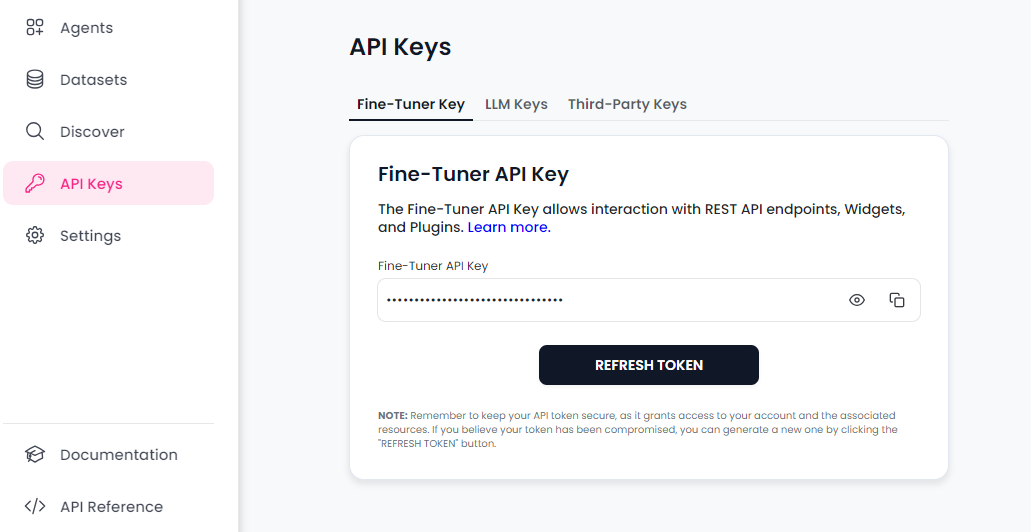 Agents
Datasets
Discover
API Keys
Settings
Documentation
API Reference
API Keys
Fine-Tuner Key LLM Keys Third-Party Keys
Fine-Tuner API Key
The Fine-Tuner API Key allows interaction with REST API endpoints, Widgets,
and Plugins. Learn more.
Fine-Tuner API Key
••••••••••••••••••••••••••••••••
REFRESH TOKEN
NOTE: Remember to keep your API token secure, as it grants access to your account and the associated
resources. If you believe your token has been compromised, you can generate a new one by clicking the
"REFRESH TOKEN" button.